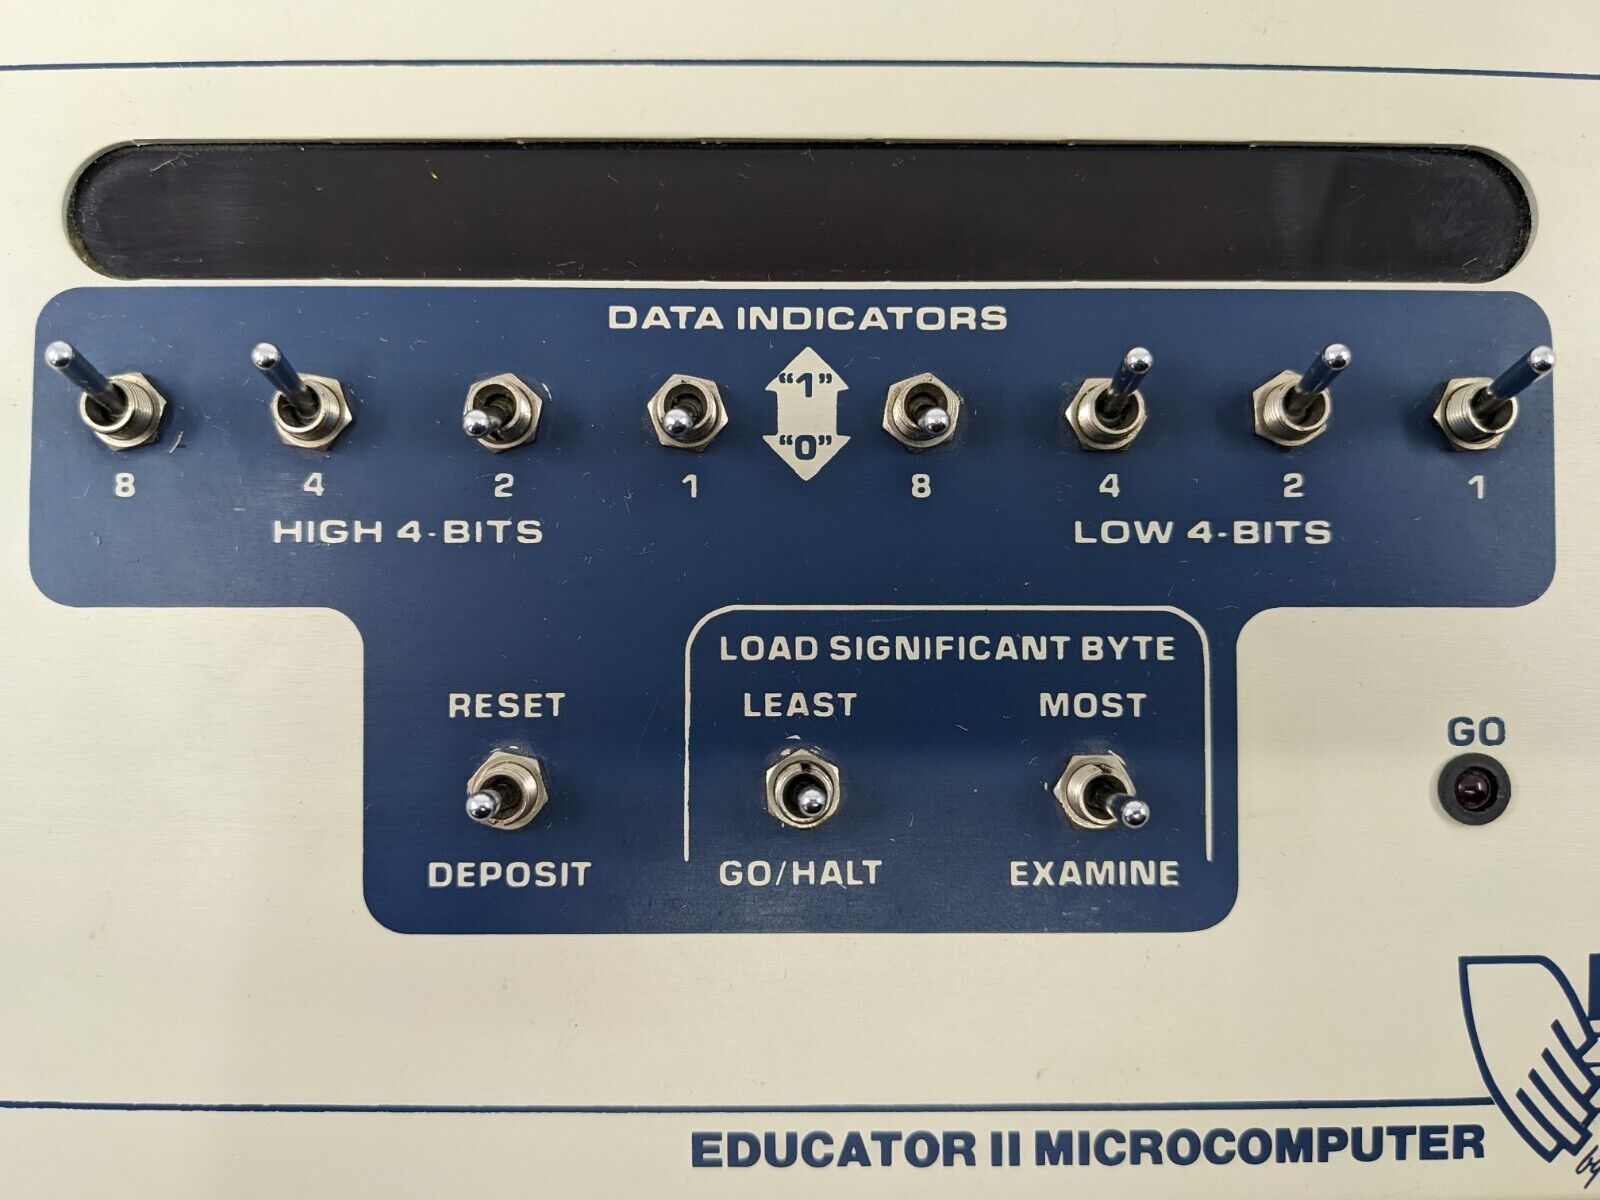 DATA INDICATORS
"1"
"0"
8 4 2 1 8 4 2 1
HIGH 4-BITS LOW 4-BITS
LOAD SIGNIFICANT BYTE
RESET LEAST MOST
GO
DEPOSIT GO/HALT EXAMINE
EDUCATOR II MICROCOMPUTER
by